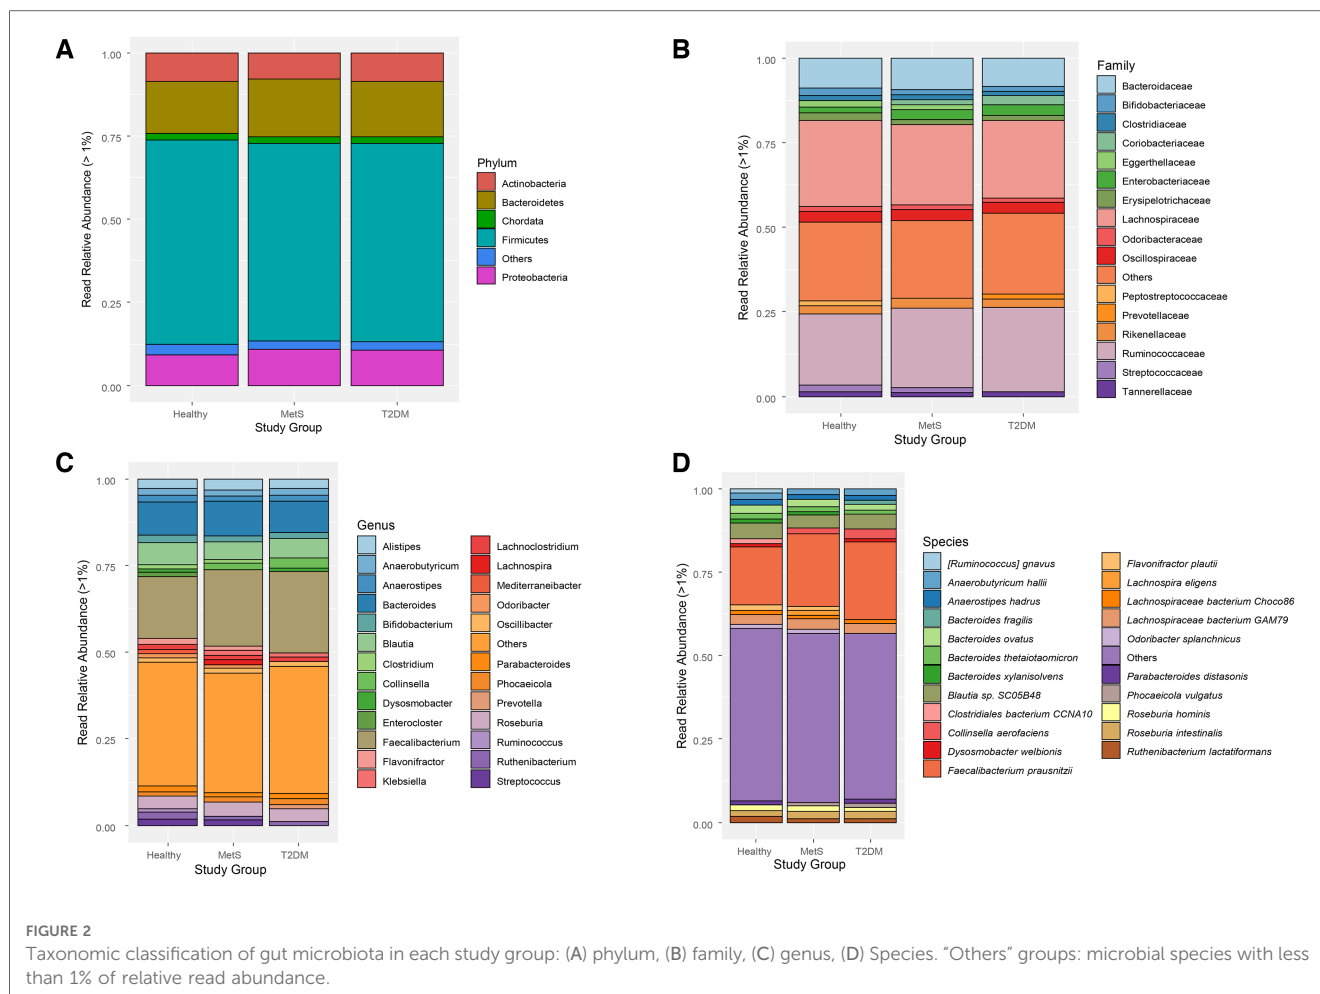 A
Read Relative Abundance (> 1%)
1.00
0.75
0.50
0.25
0.00
Healthy
MetS
T2DM
Study Group
Phylum
Actinobacteria
Bacteroidetes
Chordata
Firmicutes
Others
Proteobacteria
B
Read Relative Abundance (>1%)
1.00
0.75
0.50
0.25
0.00
Healthy
MetS
T2DM
Study Group
Family
Bacteroidaceae
Bifidobacteriaceae
Clostridiaceae
Coriobacteriaceae
Eggerthellaceae
Enterobacteriaceae
Erysipelotrichaceae
Lachnospiraceae
Odoribacteraceae
Oscillospiraceae
Others
Peptostreptococcaceae
Prevotellaceae
Rikenellaceae
Ruminococcaceae
Streptococcaceae
Tannerellaceae
C
Read Relative Abundance (>1%)
1.00
0.75
0.50
0.25
0.00
Healthy
MetS
T2DM
Study Group
Genus
Alistipes
Anaerobutyricum
Anaerostipes
Bacteroides
Bifidobacterium
Blautia
Clostridium
Collinsella
Dysosmobacter
Enterocloster
Faecalibacterium
Flavonifractor
Klebsiella
Lachnoclostridium
Lachnospira
Mediterraneibacter
Odoribacter
Oscillibacter
Others
Parabacteroides
Phocaeicola
Prevotella
Roseburia
Ruminococcus
Ruthenibacterium
Streptococcus
D
Read Relative Abundance (>1%)
1.00
0.75
0.50
0.25
0.00
Healthy
MetS
T2DM
Study Group
Species
[Ruminococcus] gnavus
Anaerobutyricum hallii
Anaerostipes hadrus
Bacteroides fragilis
Bacteroides ovatus
Bacteroides thetaiotaomicron
Bacteroides xylanisolvens
Blautia sp. SC05B48
Clostridiales bacterium CCNA10
Collinsella aerofaciens
Dysosmobacter welbionis
Faecalibacterium prausnitzii
Flavonifractor plautii
Lachnospira eligens
Lachnospiraceae bacterium Choco86
Lachnospiraceae bacterium GAM79
Odoribacter splanchnicus
Others
Parabacteroides distasonis
Phocaeicola vulgatus
Roseburia hominis
Roseburia intestinalis
Ruthenibacterium lactatiformans
FIGURE 2
Taxonomic classification of gut microbiota in each study group: (A) phylum, (B) family, (C) genus, (D) Species. “Others” groups: microbial species with less
than 1% of relative read abundance.